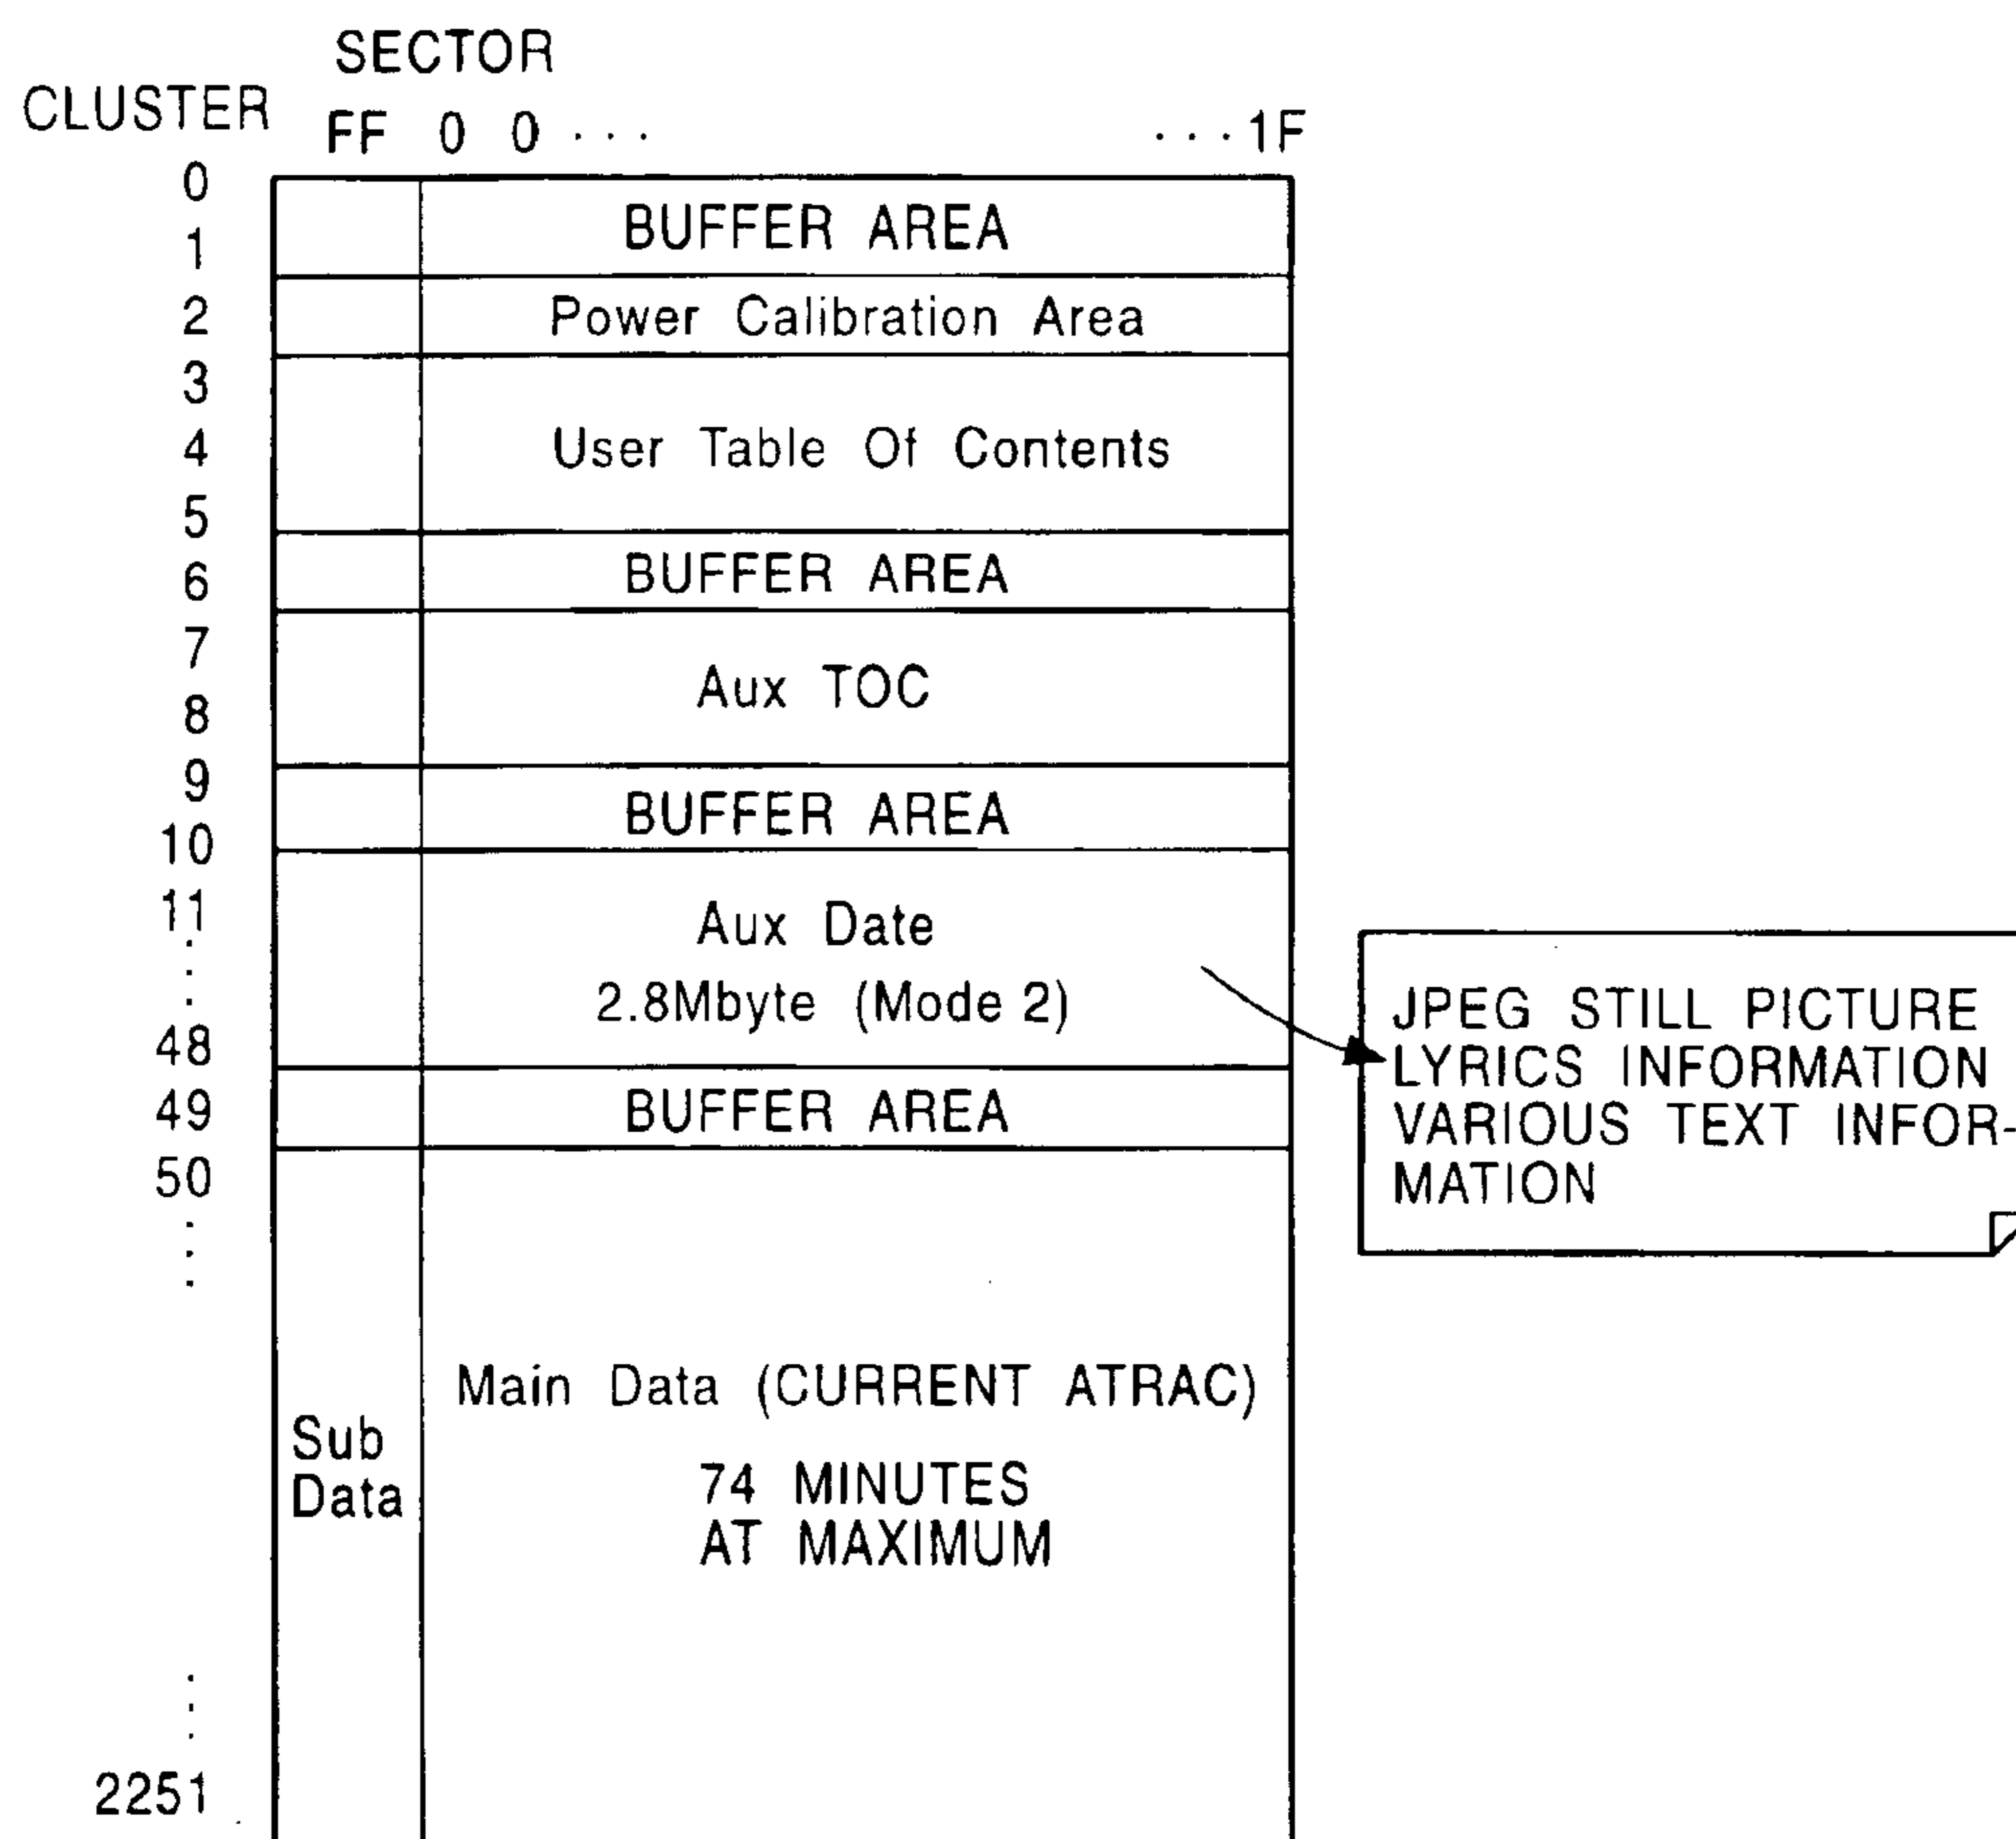 SECTOR
CLUSTER
FF 0 0 ... ... 1F
0
BUFFER AREA
1
2
Power Calibration Area
3
4
User Table Of Contents
5
6
BUFFER AREA
7
Aux TOC
8
9
BUFFER AREA
10
11
Aux Date
2.8Mbyte (Mode 2)
48
49
BUFFER AREA
50
JPEG STILL PICTURE
LYRICS INFORMATION
VARIOUS TEXT INFOR-
MATION
Main Data (CURRENT ATRAC)
74 MINUTES
AT MAXIMUM
Sub
Data
2251